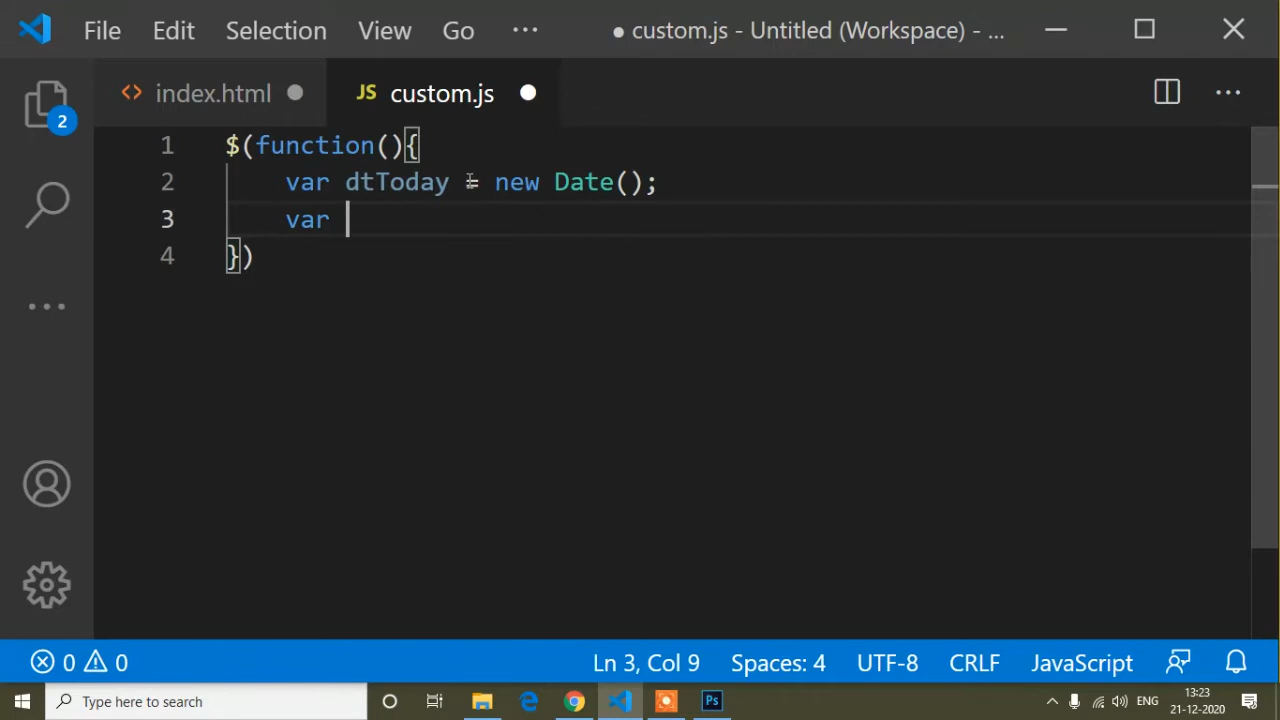 File Edit Selection View Go ··· ● custom.js - Untitled (Workspace) - ...
<> index.html ● JS custom.js ● ···
1 $(function(){
2 var dtToday = new Date();
2
3 var
4 })
0 0 Ln 3, Col 9 Spaces: 4 UTF-8 CRLF JavaScript
Type here to search Ps ENG 13:23
21-12-2020